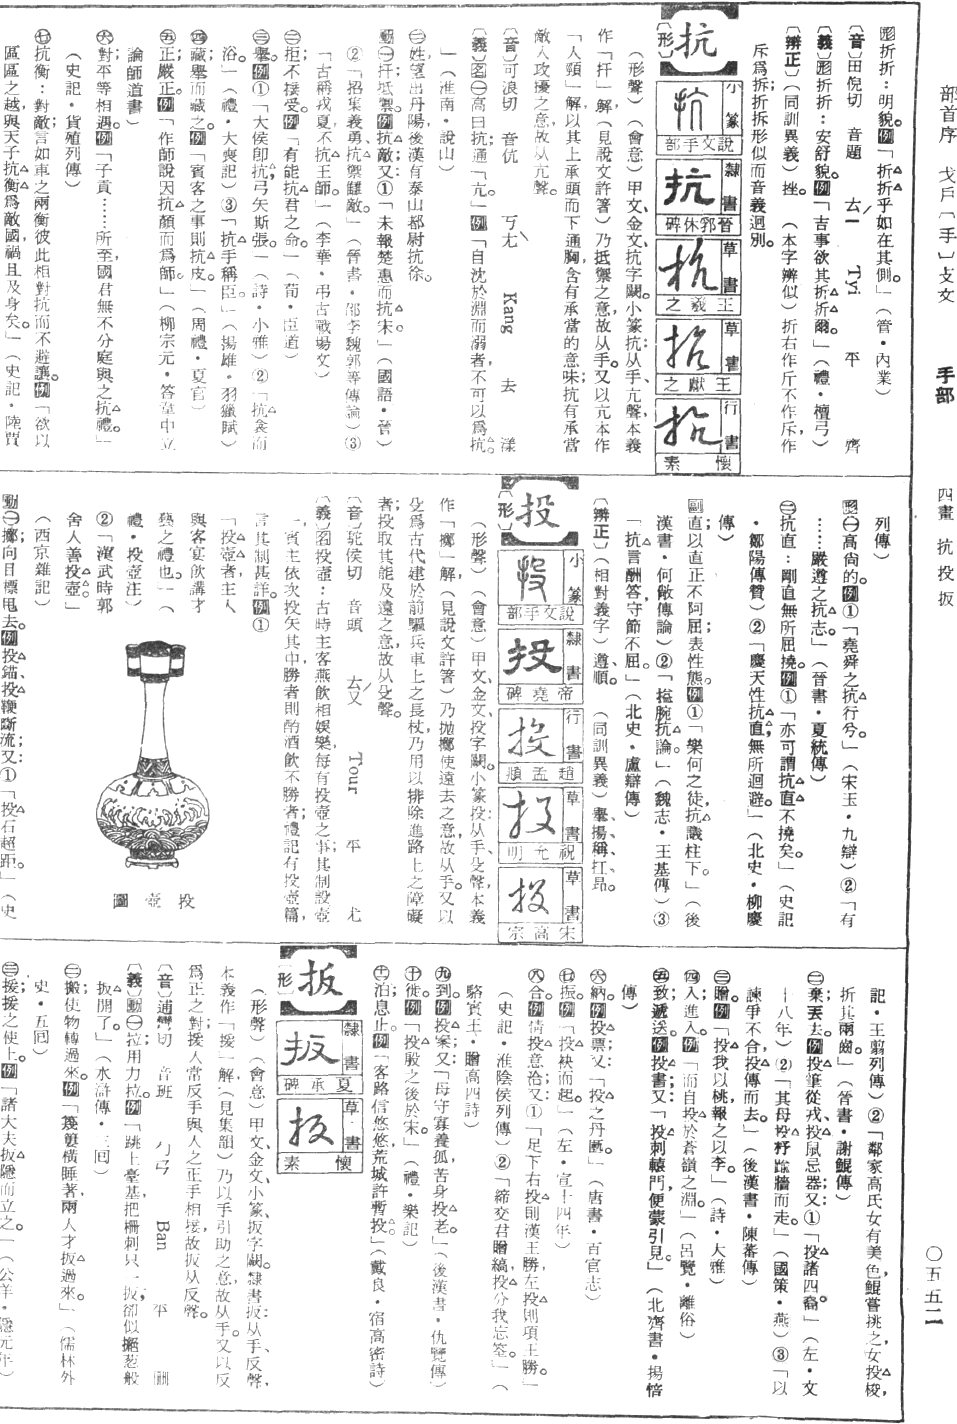 部首序　戈戶「手」支文　手部　四畫　抗投扳　〇五五二
形折折：明貌。例「折折乎如在其側。」（管・內業）
〔音〕田倪切　音題　ㄊㄧˊ　Tyi　平　齊
〔義〕形折折：安舒貌。例「吉事欲其折折爾。」（禮・檀弓）
〔辨正〕（同訓異義）挫。（本字辨似）折右作斤不作斥，作
斥爲拆拆折形似而音義迥別。
抗
〔形〕
小篆　說文手部
隸書　晉郛休碑
草書　王羲之
草書　王獻之
行書　懷素
（形聲）（會意）甲文、金文抗字闕。小篆抗：从手、亢聲，本義
作「扞」解（見說文許箸）乃抵禦之意，故从手。又以亢本作
「人頸」解，以其上承頭而下通胸，含有承當的意味；抗有承當
敵人攻擾之意，故从亢聲。
〔音〕可浪切　音伉　ㄎㄤˋ　Kang　去　漾
〔義〕名㊀高曰抗；通「亢」。例「自沈於淵而溺者，不可以爲抗。
」（淮南・說山）
㊁姓，望出丹陽，後漢有泰山都尉抗徐。
動㊀扞；抵禦。例抗敵；又：①「未報楚惠而抗宋。」（國語・晉）
②「招集義勇，抗禦讎敵。」（晉書・邵李魏郭等傳論）③
「古稱戎夏，不抗王師。」（李華・弔古戰場文）
㊁拒；不接受。例「有能抗君之命。」（荀・臣道）
㊂舉。例①「大侯卽抗，弓矢斯張。」（詩・小雅）②「抗衾而
浴。」（禮・大喪記）③「抗手稱臣。」（揚雄・羽獵賦）
㊃藏，舉而藏之。例「賓客之事則抗皮。」（周禮・夏官）
㊄正；嚴正。例「作師說，因抗顏而爲師。」（柳宗元・答韋中立
論師道書）
㊅對；平等相遇。例「子貢……所至，國君無不分庭與之抗禮。」
（史記・貨殖列傳）
㊆抗衡：對敵，言如車之兩衡，彼此相對抗而不避讓。例「欲以
區區之越，與天子抗衡爲敵國，禍且及身矣。」（史記・陸賈
列傳）
形㊀高尚的。例①「堯舜之抗行兮。」（宋玉・九辯）②「有
……嚴遵之抗志。」（晉書・夏統傳）
㊁抗直：剛直無所屈撓。例①「亦可謂抗直不撓矣。」（史記
・鄒陽傳贊）②「慶天性抗直，無所迴避。」（北史・柳慶
傳）
副直，以直正不阿屈；表性態。例①「樂何之徒，抗議柱下。」（後
漢書・何敞傳論）②「搤腕抗論。」（魏志・王基傳）③
「抗言酬答，守節不屈。」（北史・盧辯傳）
〔辨正〕（相對義字）遵、順。（同訓異義）舉、揚、稱、扛、昂。
投
〔形〕
小篆　說文手部
隸書　帝堯碑
行書　趙孟頫
草書　祝允明
草書　宋高宗
（形聲）（會意）甲文、金文投字闕。小篆投：从手、殳聲，本義
作「擲」解（見說文許箸）乃拋擲使遠去之意，故从手。又以
殳爲古代建於前驅兵車上之長杖，乃用以排除進路上之障礙
者，投取其能及遠之意，故从殳聲。
〔音〕駝侯切　音頭　ㄊㄡˊ　Tour　平　尤
〔義〕名投壺：古時主客燕飲相娛樂，每有投壺之事。其制設壺
一，賓主依次投矢其中，勝者則酌酒飲不勝者；禮記有投壺篇，
言其制甚詳。例①
「投壺者，主人
與客宴飲講才
藝之禮也。」（
禮・投壺注）
②「漢武時郭
舍人善投壺。」
（西京雜記）
投壺圖
動㊀擲；向目標甩去。例投錨、投鞭斷流；又：①「投石超距。」（史
記・王翦列傳）②「鄰家高氏女有美色，鯤嘗挑之，女投梭，
折其兩齒。」（晉書・謝鯤傳）
㊁棄；丟去。例投筆從戎、投鼠忌器；又：①「投諸四裔。」（左・文
十八年）②「其母投杼踰牆而走。」（國策・燕）③「以
諫爭不合，投傳而去。」（後漢書・陳蕃傳）
㊂贈。例「投我以桃，報之以李。」（詩・大雅）
㊃入；進入。例「而自投於蒼領之淵。」（呂覽・離俗）
㊄致；遞送。例投書；又：「投刺轅門，便蒙引見。」（北齊書・揚愔
傳）
㊅納。例投票；又：「投之丹匭。」（唐書・百官志）
㊆振。例「投袂而起。」（左・宣十四年）
㊇合。例情投意洽；又：①「足下右投則漢王勝，左投則項王勝。」
（史記・淮陰侯列傳）②「締交君贈縞，投分我忘筌。」（
駱賓王・贈高四詩）
㊈到。例投案；又：「母守寡養孤，苦身投老。」（後漢書・仇覽傳）
㊉徙。例「投殷之後於宋。」（禮・樂記）
⑪泊；息止。例「客路信悠悠，荒城許暫投。」（戴良・宿高密詩）
扳
〔形〕
隸書　夏承碑
草書　懷素
（形聲）（會意）甲文、金文、小篆扳字闕。隸書扳：从手、反聲，
本義作「援」解（見集韻）乃以手引助之意，故从手。又以反
爲正之對；援人常反手與人之正手相接，故扳从反聲。
〔音〕逋彎切　音班　ㄅㄢ　Ban　平　刪
〔義〕動㊀拉；用力拉。例「跳上臺基，把柵刺只一扳，卻似撧葱般
扳開了。」（水滸傳・三回）
㊁搬；使物轉過來。例「㡡𥰠橫睡著，兩人才扳過來。」（儒林外
史・五回）
㊂援；援之使上。例「諸大夫扳隱而立之。」（公羊・隱元年）